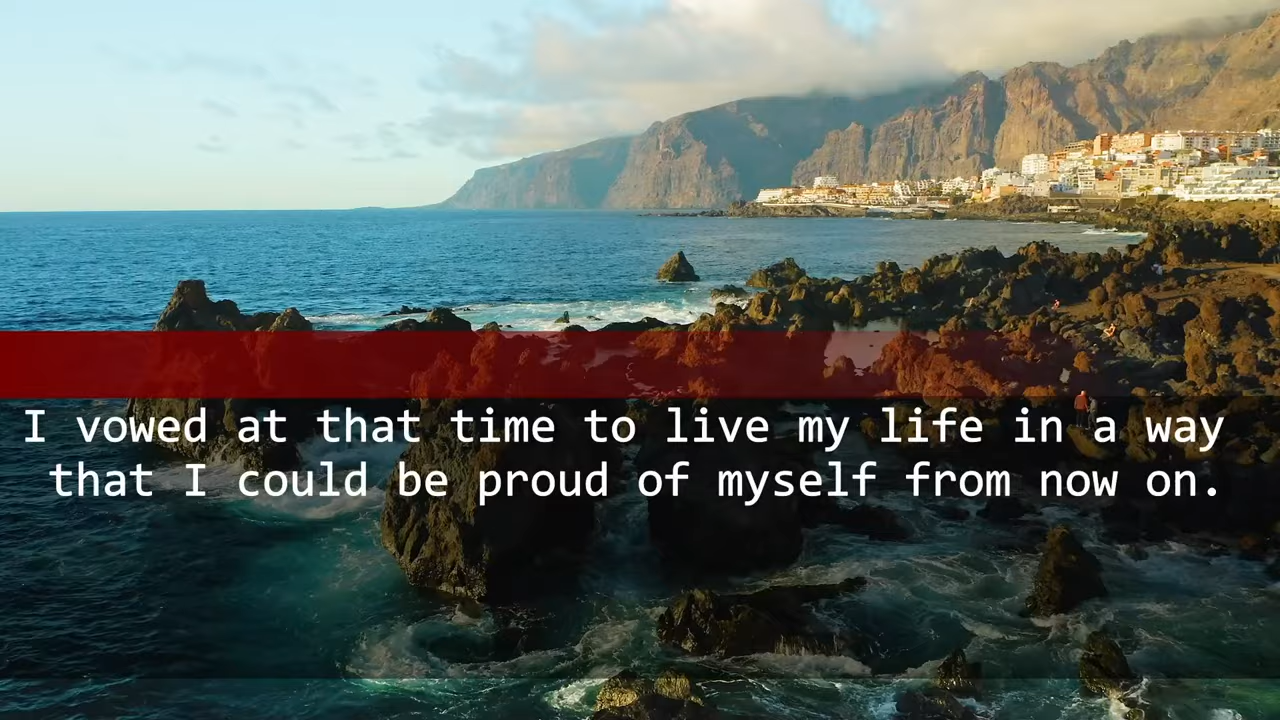 I vowed at that time to live my life in a way
that I could be proud of myself from now on.